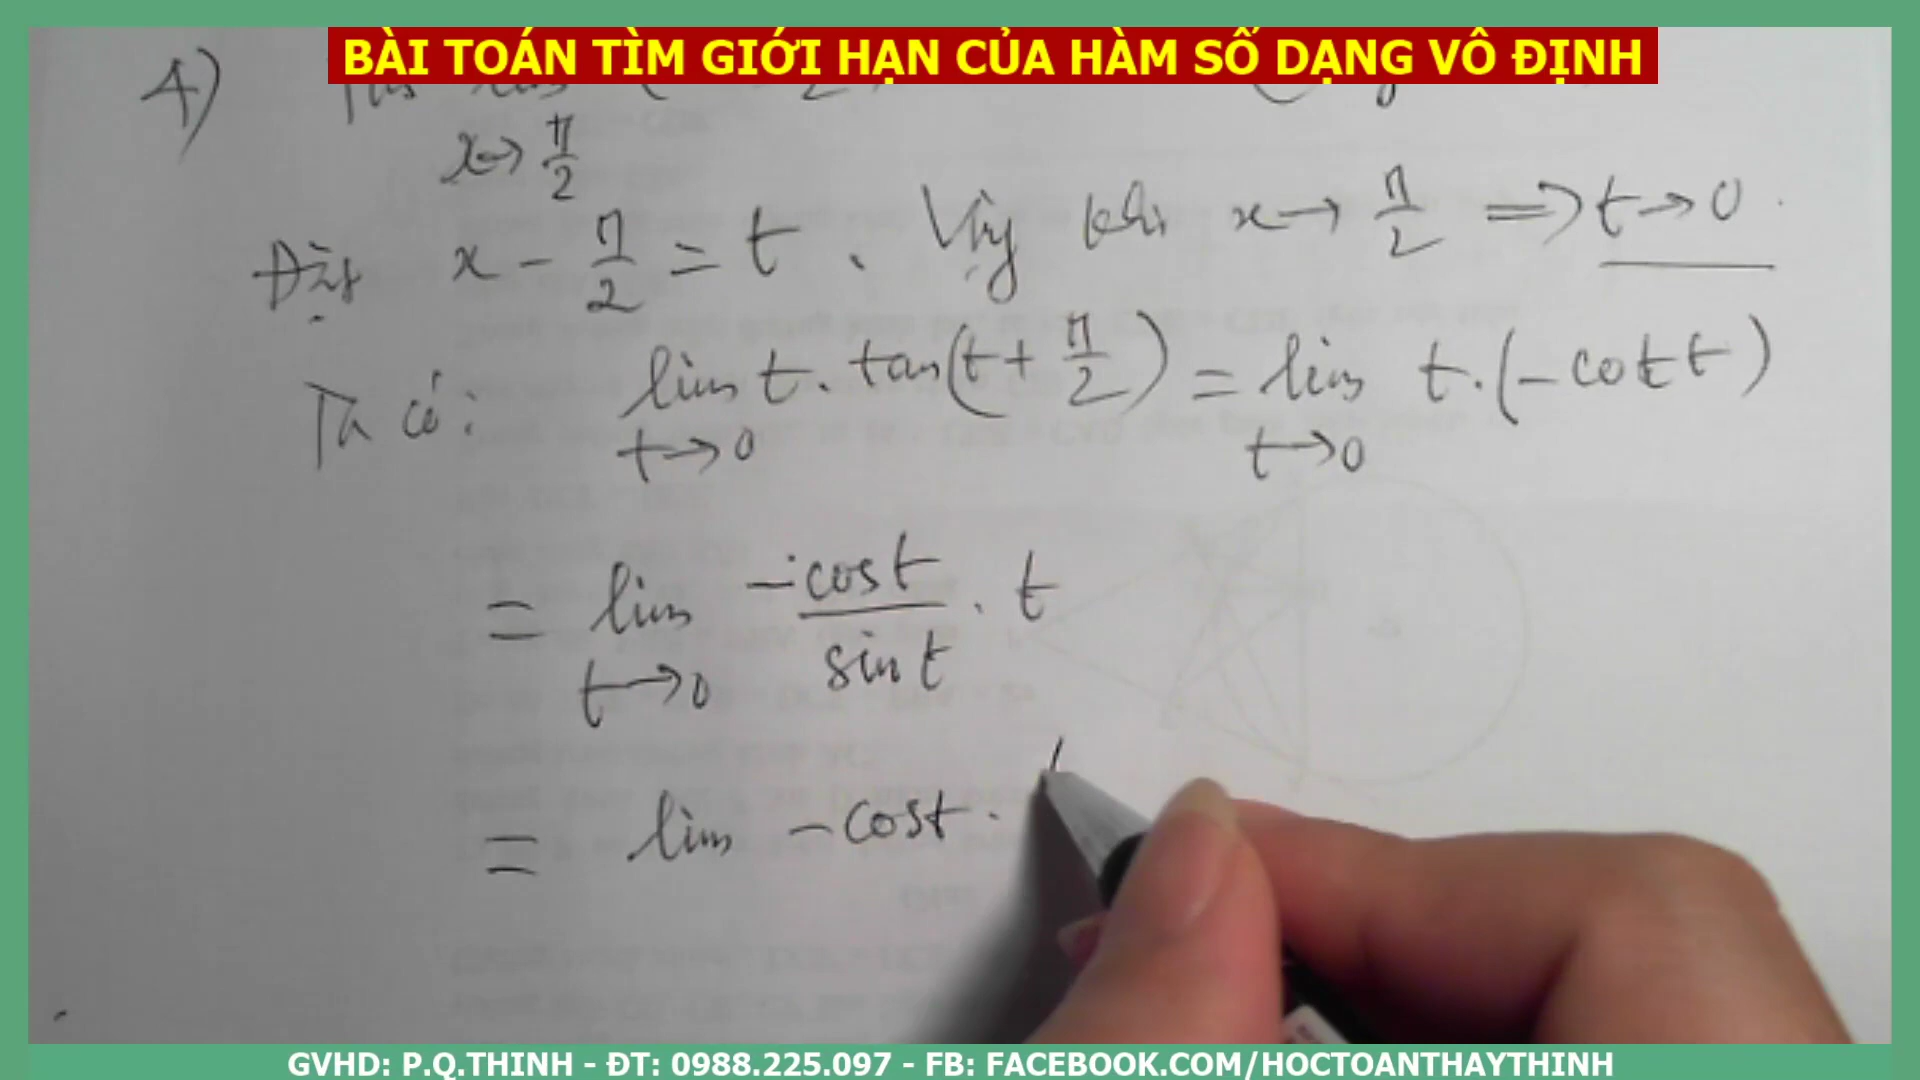 BÀI TOÁN TÌM GIỚI HẠN CỦA HÀM SỐ DẠNG VÔ ĐỊNH
4)
x→π/2
Đặt x - π/2 = t. Vậy khi x→π/2 ⇒ t→0.
Ta có: lim t. tan(t + π/2) = lim t.(-cot t)
t→0 t→0
= lim -cost/sint . t
t→0
= lim -cost.
GVHD: P.Q.THINH - ĐT: 0988.225.097 - FB: FACEBOOK.COM/HOCTOANTHAYTHINH